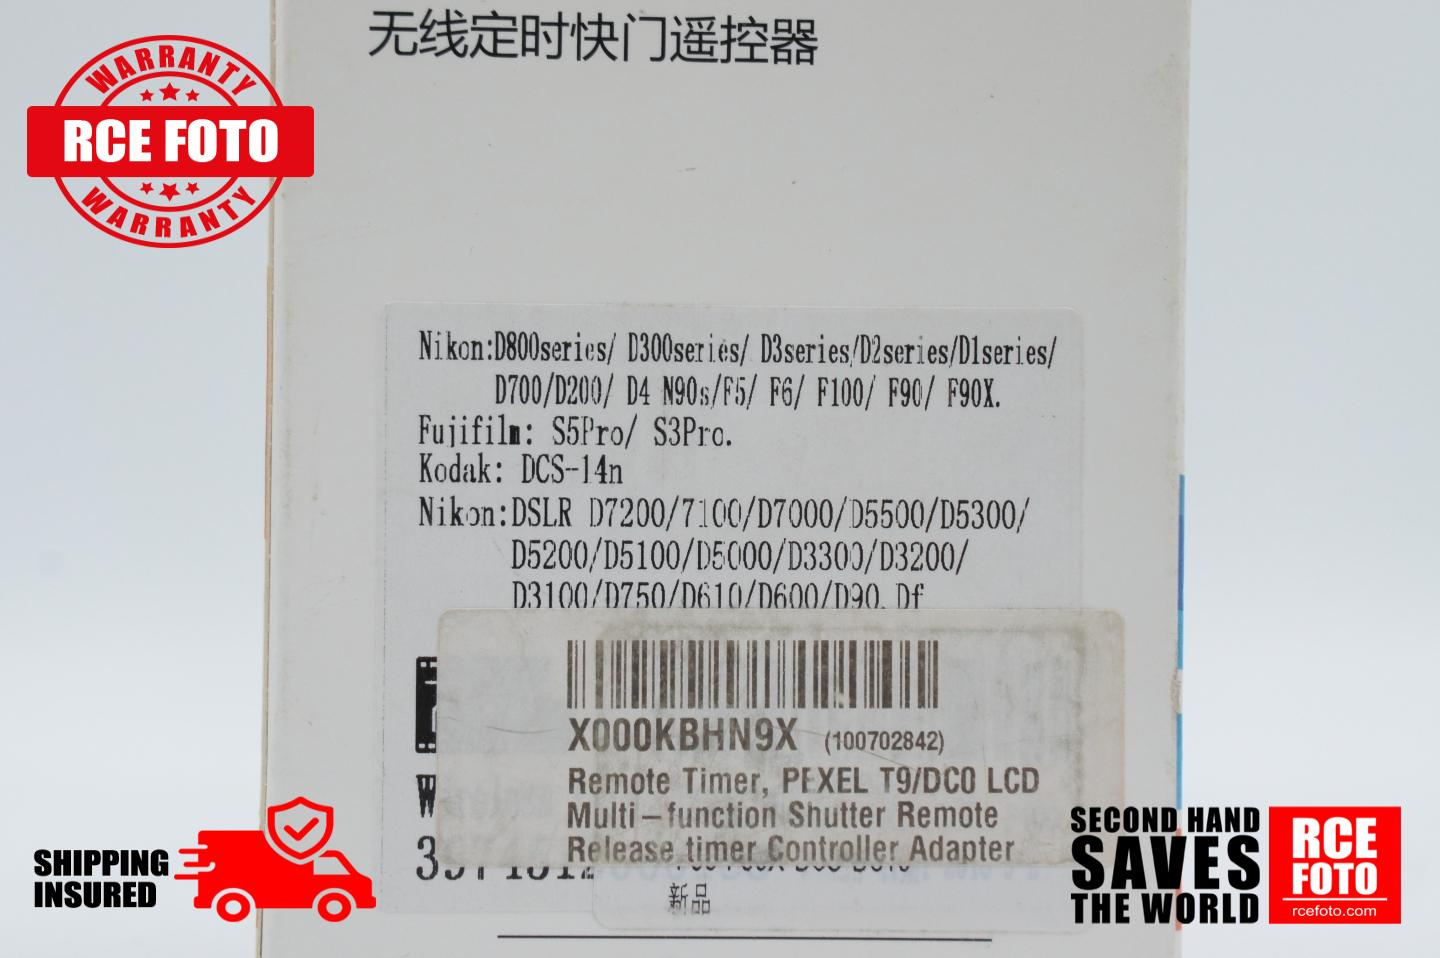 无线定时快门遥控器
WARRANTY
RCE FOTO
WARRANTY
Nikon:D800series/ D300series/ D3series/D2series/D1series/
D700/D200/ D4 N90s/F5/ F6/ F100/ F90/ F90X.
Fujifilm: S5Pro/ S3Pro.
Kodak: DCS-14n
Nikon:DSLR D7200/7100/D7000/D5500/D5300/
D5200/D5100/D5000/D3300/D3200/
D3100/D750/D610/D600/D90, Df
X000KBHN9X (100702842)
Remote Timer, PEXEL T9/DC0 LCD
Multi-function Shutter Remote
Release timer Controller Adapter
新品
SHIPPING
INSURED
SECOND HAND
SAVES
THE WORLD
RCE
FOTO
rcefoto.com